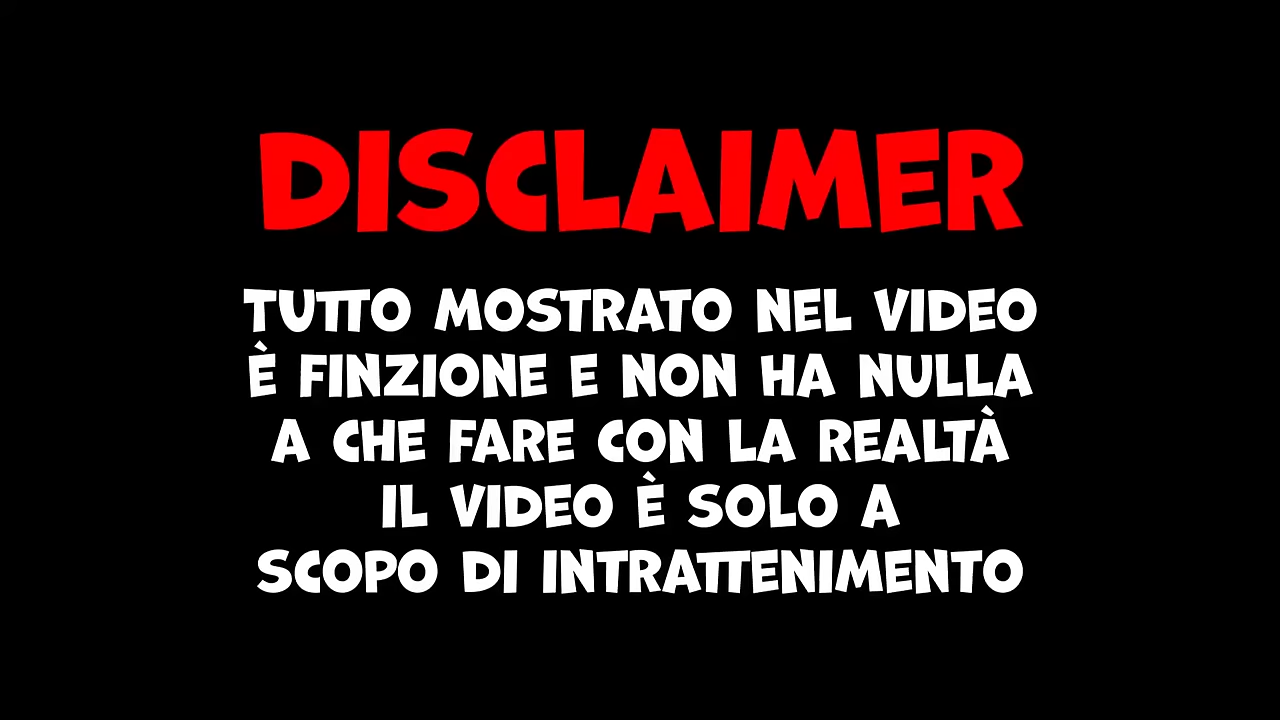 DISCLAIMER
TUTTO MOSTRATO NEL VIDEO
È FINZIONE E NON HA NULLA
A CHE FARE CON LA REALTÀ
IL VIDEO È SOLO A
SCOPO DI INTRATTENIMENTO